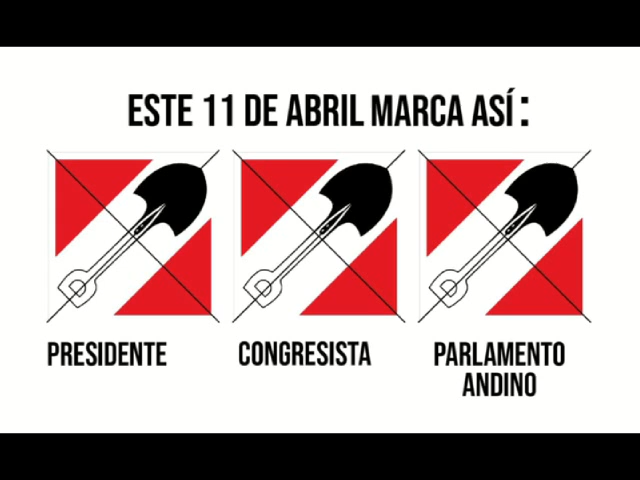 ESTE 11 DE ABRIL MARCA ASÍ:
PRESIDENTE
CONGRESISTA
PARLAMENTO
ANDINO